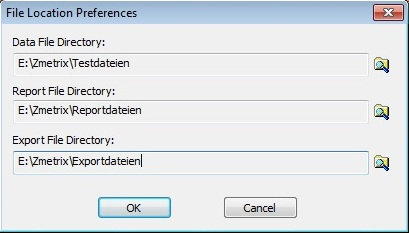 File Location Preferences
Data File Directory:
E:\Zmetrix\Testdateien
Report File Directory:
E:\Zmetrix\Reportdateien
Export File Directory:
E:\Zmetrix\Exportdateien
OK
Cancel